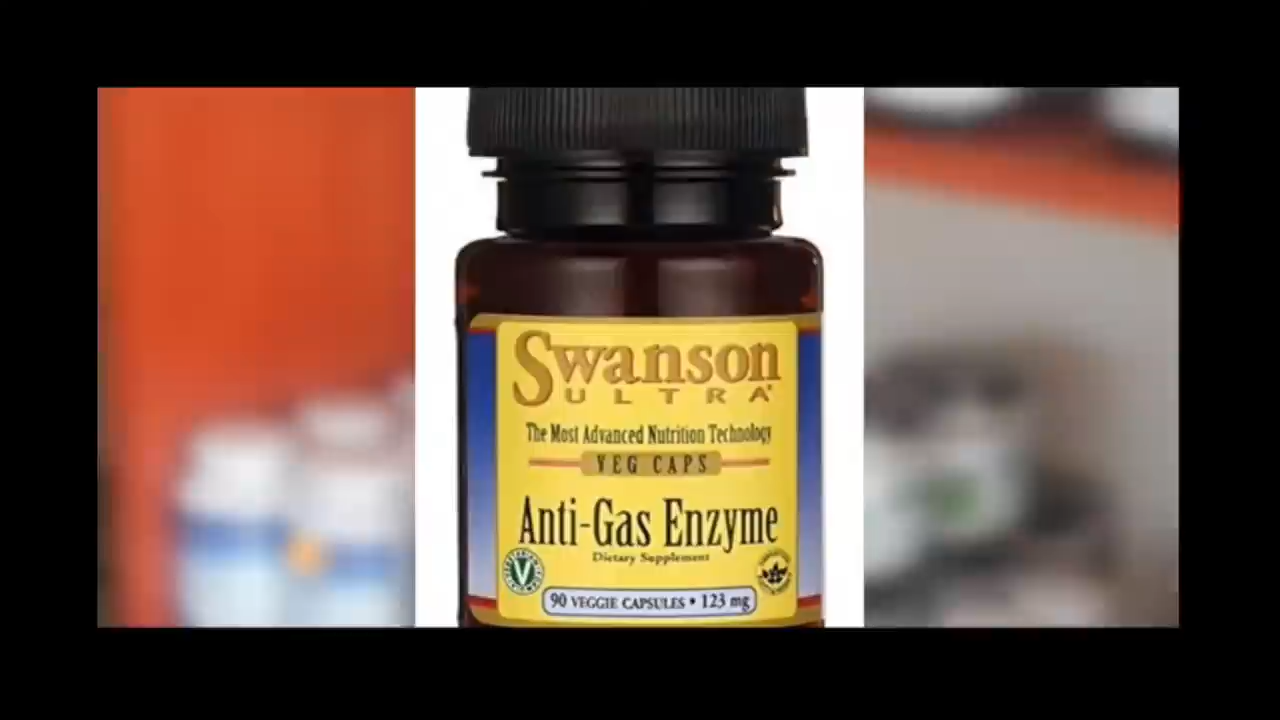 Swanson
ULTRA
The Most Advanced Nutrition Technology
VEG CAPS
Anti-Gas Enzyme
Dietary Supplement
V
90 VEGGIE CAPSULES • 123 mg